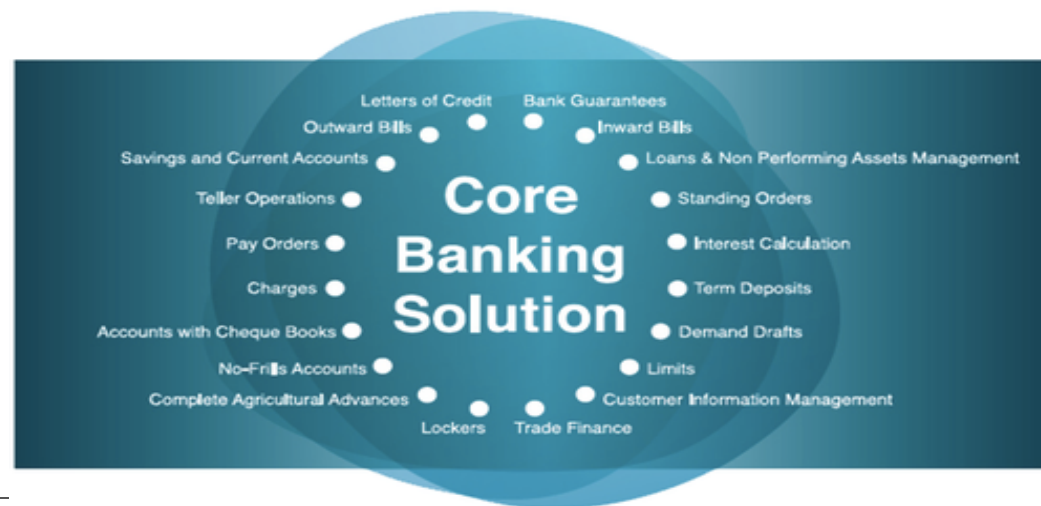 Letters of Credit
Bank Guarantees
Outward Bills
Inward Bills
Savings and Current Accounts
Loans & Non Performing Assets Management
Teller Operations
Standing Orders
Pay Orders
Interest Calculation
Charges
Term Deposits
Accounts with Cheque Books
Demand Drafts
No-Frills Accounts
Limits
Complete Agricultural Advances
Customer Information Management
Lockers
Trade Finance
Core
Banking
Solution